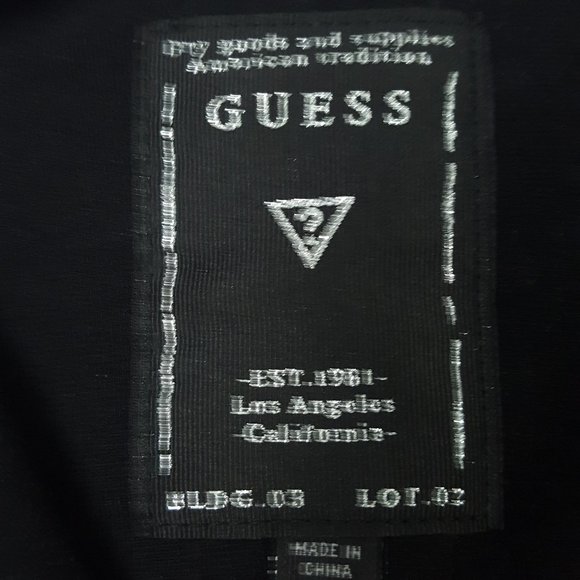 Dry goods and supplies
American tradition
GUESS
?
-EST.1981-
Los Angeles
-California-
BLDG.03 LOT.02
MADE IN
CHINA